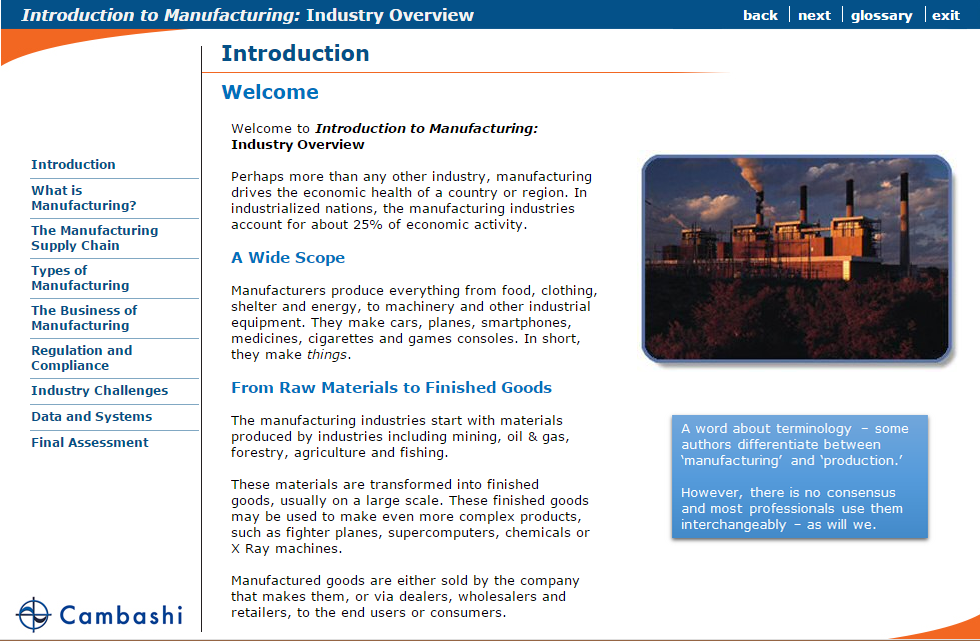 Introduction to Manufacturing: Industry Overview
back next glossary exit
Introduction
Welcome
Introduction
What is
Manufacturing?
The Manufacturing
Supply Chain
Types of
Manufacturing
The Business of
Manufacturing
Regulation and
Compliance
Industry Challenges
Data and Systems
Final Assessment
Cambashi
Welcome to Introduction to Manufacturing:
Industry Overview
Perhaps more than any other industry, manufacturing
drives the economic health of a country or region. In
industrialized nations, the manufacturing industries
account for about 25% of economic activity.
A Wide Scope
Manufacturers produce everything from food, clothing,
shelter and energy, to machinery and other industrial
equipment. They make cars, planes, smartphones,
medicines, cigarettes and games consoles. In short,
they make things.
From Raw Materials to Finished Goods
The manufacturing industries start with materials
produced by industries including mining, oil & gas,
forestry, agriculture and fishing.
These materials are transformed into finished
goods, usually on a large scale. These finished goods
may be used to make even more complex products,
such as fighter planes, supercomputers, chemicals or
X Ray machines.
Manufactured goods are either sold by the company
that makes them, or via dealers, wholesalers and
retailers, to the end users or consumers.
A word about terminology – some
authors differentiate between
‘manufacturing’ and ‘production.’
However, there is no consensus
and most professionals use them
interchangeably – as will we.